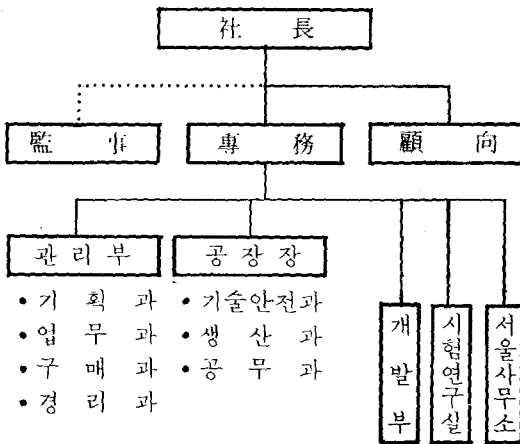 社長
監事 專務 顧向
관리부 공장장
• 기획과 • 기술안전과
• 업무과 • 생산과
• 구매과 • 공무과
• 경리과
개발부
시험연구실
서울사무소